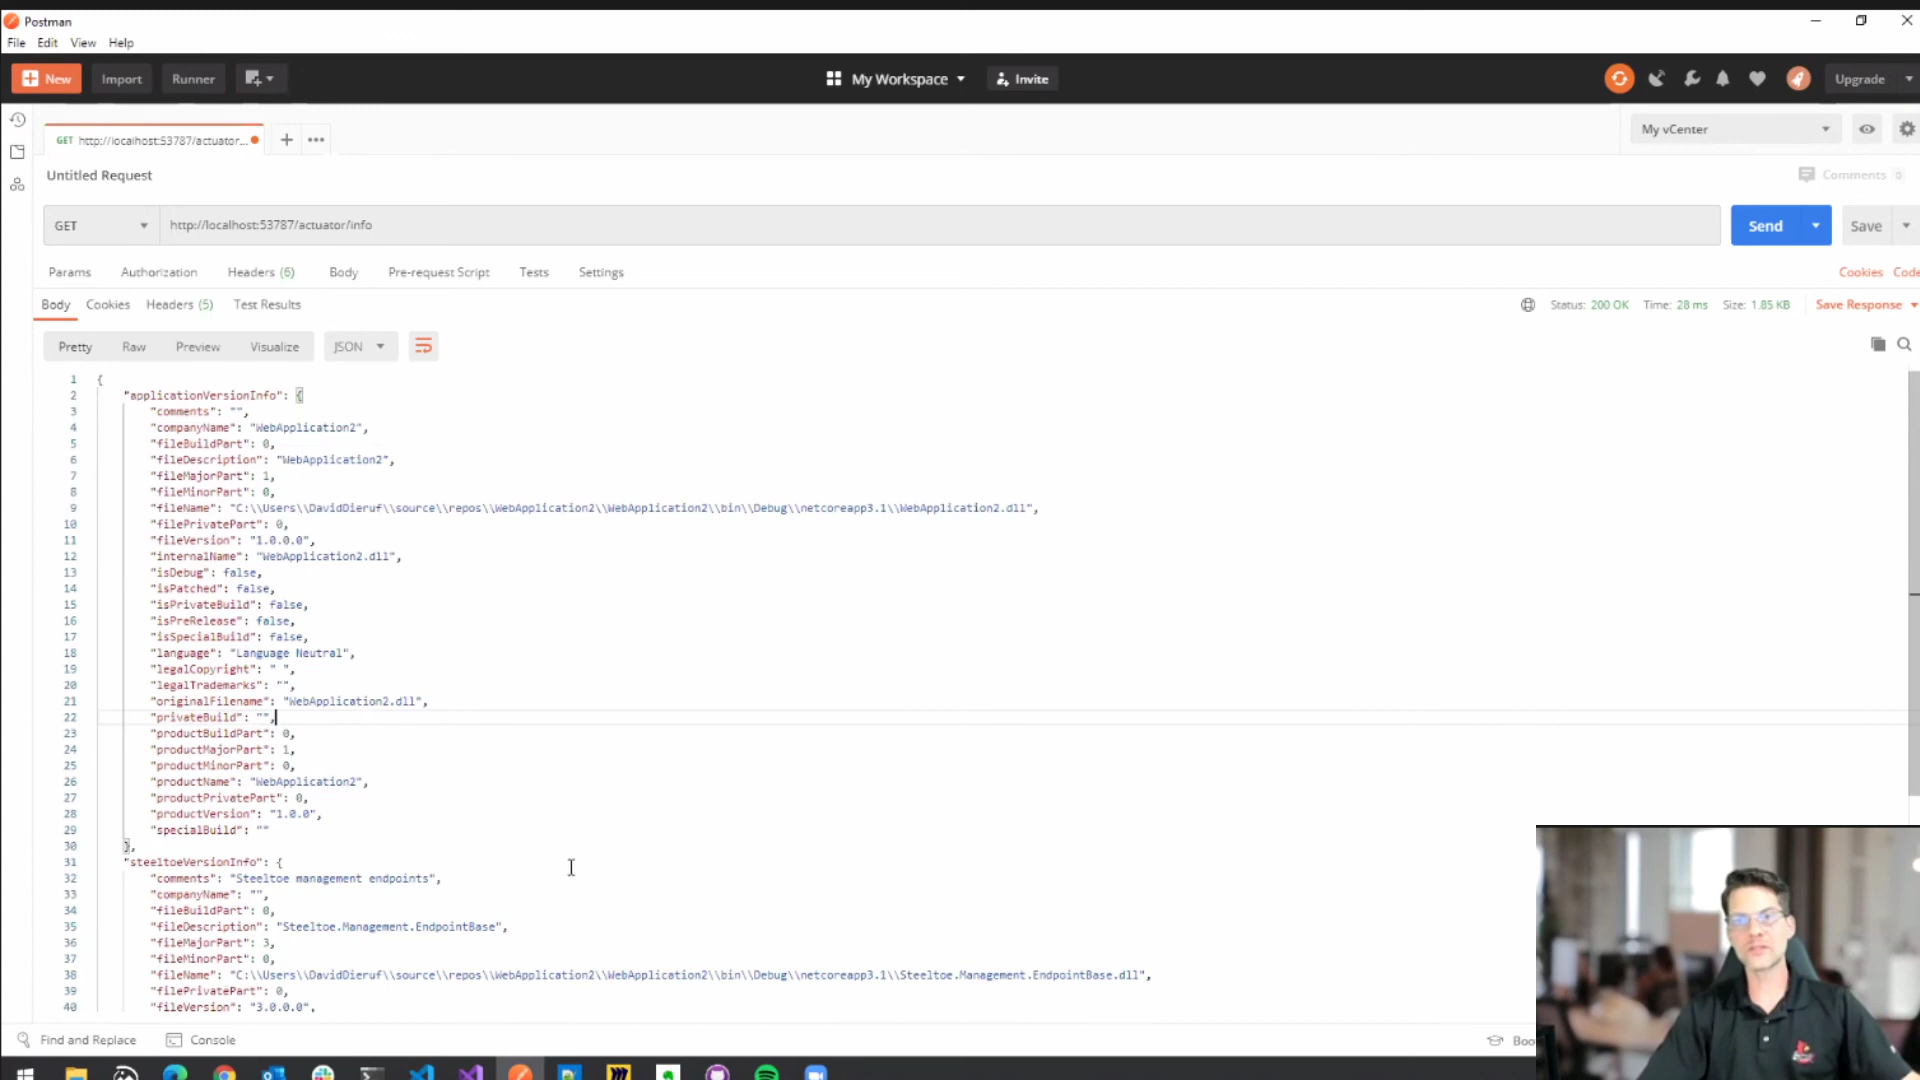 Postman
File Edit View Help
New Import Runner My Workspace Invite Upgrade
GET http://localhost:53787/actuator... My vCenter
Untitled Request Comments 0
GET http://localhost:53787/actuator/info Send Save
Params Authorization Headers (6) Body Pre-request Script Tests Settings Cookies Code
Body Cookies Headers (5) Test Results Status: 200 OK Time: 28 ms Size: 1.85 KB Save Response
Pretty Raw Preview Visualize JSON
1 {
2 "applicationVersionInfo": {
3 "comments": "",
4 "companyName": "WebApplication2",
5 "fileBuildPart": 0,
6 "fileDescription": "WebApplication2",
7 "fileMajorPart": 1,
8 "fileMinorPart": 0,
9 "fileName": "C:\\Users\\DavidDieruf\\source\\repos\\WebApplication2\\WebApplication2\\bin\\Debug\\netcoreapp3.1\\WebApplication2.dll",
10 "filePrivatePart": 0,
11 "fileVersion": "1.0.0.0",
12 "internalName": "WebApplication2.dll",
13 "isDebug": false,
14 "isPatched": false,
15 "isPrivateBuild": false,
16 "isPreRelease": false,
17 "isSpecialBuild": false,
18 "language": "Language Neutral",
19 "legalCopyright": " ",
20 "legalTrademarks": "",
21 "originalFilename": "WebApplication2.dll",
22 "privateBuild": "",
23 "productBuildPart": 0,
24 "productMajorPart": 1,
25 "productMinorPart": 0,
26 "productName": "WebApplication2",
27 "productPrivatePart": 0,
28 "productVersion": "1.0.0",
29 "specialBuild": ""
30 },
31 "steeltoeVersionInfo": {
32 "comments": "Steeltoe management endpoints",
33 "companyName": "",
34 "fileBuildPart": 0,
35 "fileDescription": "Steeltoe.Management.EndpointBase",
36 "fileMajorPart": 3,
37 "fileMinorPart": 0,
38 "fileName": "C:\\Users\\DavidDieruf\\source\\repos\\WebApplication2\\WebApplication2\\bin\\Debug\\netcoreapp3.1\\Steeltoe.Management.EndpointBase.dll",
39 "filePrivatePart": 0,
40 "fileVersion": "3.0.0.0",
Find and Replace Console Boo